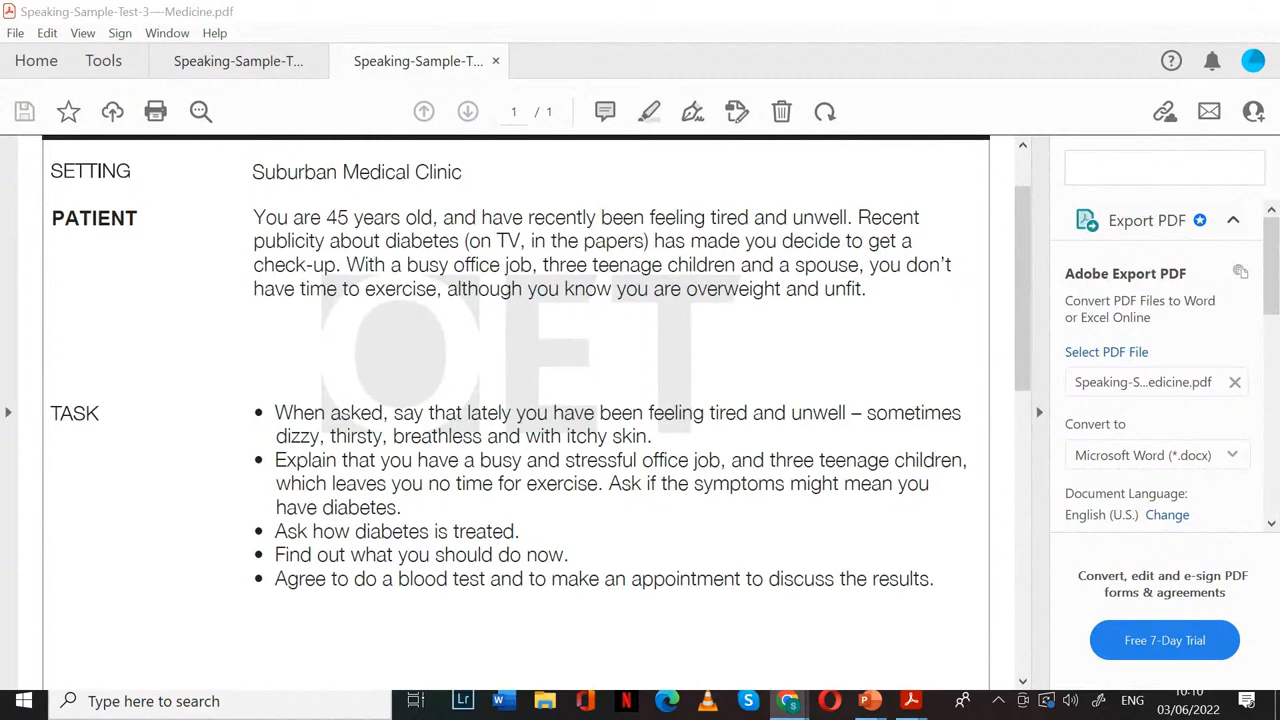 Speaking-Sample-Test-3-—-Medicine.pdf
File Edit View Sign Window Help
Home Tools Speaking-Sample-T... Speaking-Sample-T... ×
1 / 1
SETTING Suburban Medical Clinic
PATIENT You are 45 years old, and have recently been feeling tired and unwell. Recent
publicity about diabetes (on TV, in the papers) has made you decide to get a
check-up. With a busy office job, three teenage children and a spouse, you don't
have time to exercise, although you know you are overweight and unfit.
OET
TASK • When asked, say that lately you have been feeling tired and unwell – sometimes
dizzy, thirsty, breathless and with itchy skin.
• Explain that you have a busy and stressful office job, and three teenage children,
which leaves you no time for exercise. Ask if the symptoms might mean you
have diabetes.
• Ask how diabetes is treated.
• Find out what you should do now.
• Agree to do a blood test and to make an appointment to discuss the results.
Export PDF
Adobe Export PDF
Convert PDF Files to Word
or Excel Online
Select PDF File
Speaking-S...edicine.pdf
Convert to
Microsoft Word (*.docx)
Document Language:
English (U.S.) Change
Convert, edit and e-sign PDF
forms & agreements
Free 7-Day Trial
Type here to search
Lr
ENG
10:10
03/06/2022